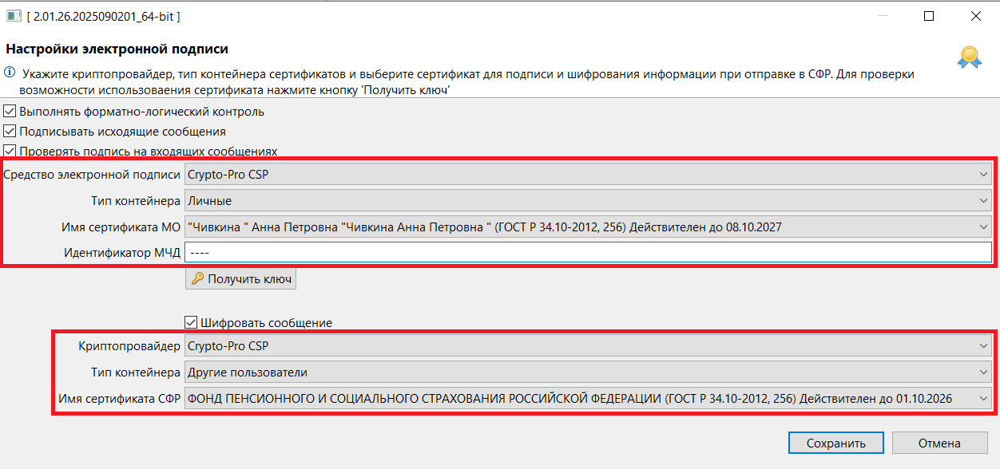 [ 2.01.26.2025090201_64-bit ]
Настройки электронной подписи
Укажите криптопровайдер, тип контейнера сертификатов и выберите сертификат для подписи и шифрования информации при отправке в СФР. Для проверки
возможности использоваения сертификата нажмите кнопку 'Получить ключ'
Выполнять форматно-логический контроль
Подписывать исходящие сообщения
Проверять подпись на входящих сообщениях
Средство электронной подписи Crypto-Pro CSP
Тип контейнера Личные
Имя сертификата МО "Чивкина " Анна Петровна "Чивкина Анна Петровна " (ГОСТ Р 34.10-2012, 256) Действителен до 08.10.2027
Идентификатор МЧД ----
Получить ключ
Шифровать сообщение
Криптопровайдер Crypto-Pro CSP
Тип контейнера Другие пользователи
Имя сертификата СФР ФОНД ПЕНСИОННОГО И СОЦИАЛЬНОГО СТРАХОВАНИЯ РОССИЙСКОЙ ФЕДЕРАЦИИ (ГОСТ Р 34.10-2012, 256) Действителен до 01.10.2026
Сохранить Отмена